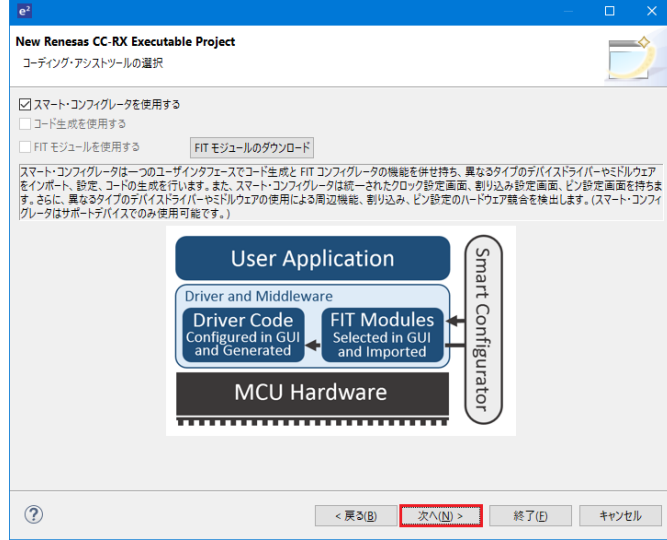 e²
New Renesas CC-RX Executable Project
コーディング・アシストツールの選択
スマート・コンフィグレータを使用する
コード生成を使用する
FIT モジュールを使用する
FIT モジュールのダウンロード
スマート・コンフィグレータは一つのユーザインタフェースでコード生成と FIT コンフィグレータの機能を併せ持ち、異なるタイプのデバイスドライバーやミドルウェア
をインポート、設定、コードの生成を行います。また、スマート・コンフィグレータは統一されたクロック設定画面、割り込み設定画面、ピン設定画面を持ちま
す。さらに、異なるタイプのデバイスドライバーやミドルウェアの使用による周辺機能、割り込み、ピン設定のハードウェア競合を検出します。(スマート・コンフィ
グレータはサポートデバイスでのみ使用可能です。)
User Application
Driver and Middleware
Driver Code
Configured in GUI
and Generated
FIT Modules
Selected in GUI
and Imported
MCU Hardware
Smart Configurator
?
< 戻る(B)
次へ(N) >
終了(F)
キャンセル